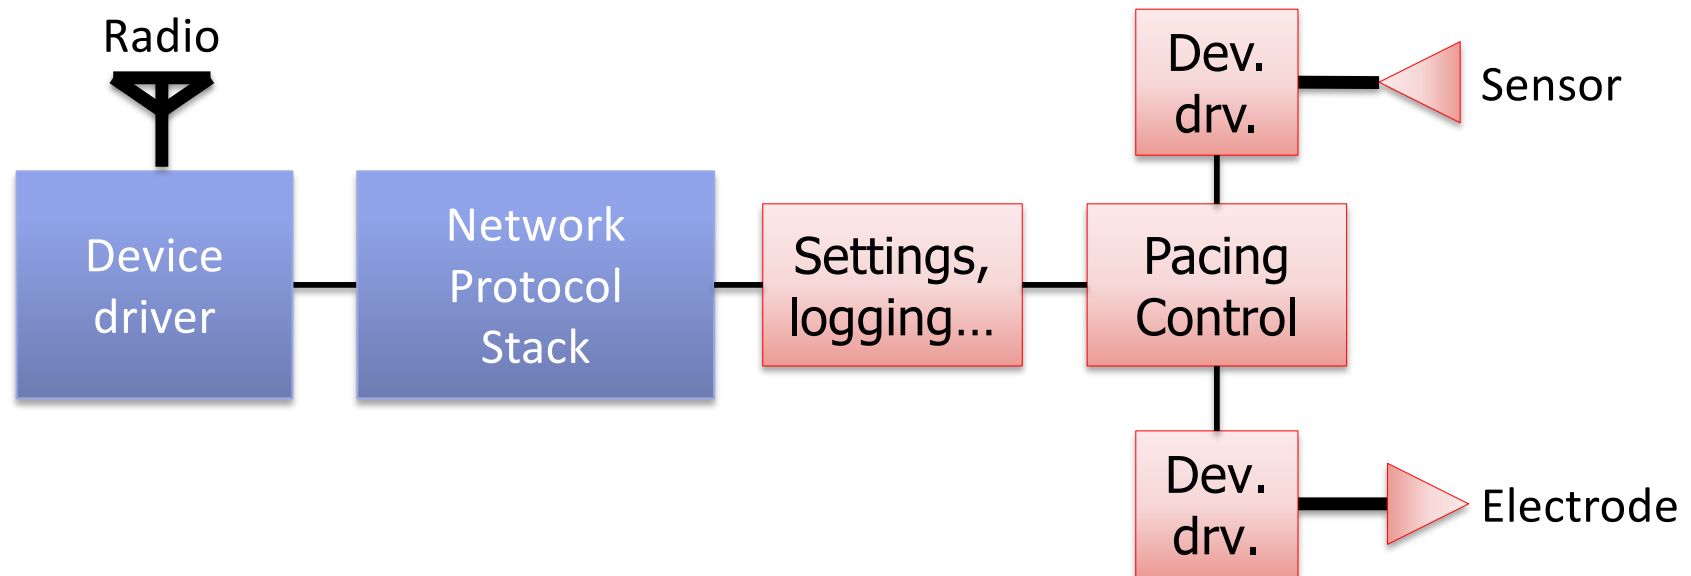 Radio
Device
driver
Network
Protocol
Stack
Settings,
logging...
Pacing
Control
Dev.
drv.
Sensor
Dev.
drv.
Electrode